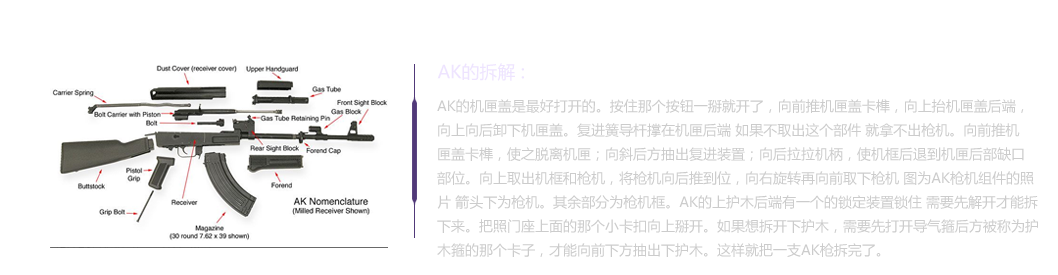 Dust Cover (receiver cover)
Upper Handguard
Carrier Spring
Gas Tube
Front Sight Block
Gas Block
Bolt Carrier with Piston
Gas Tube Retaining Pin
Bolt
Rear Sight Block
Forend Cap
Pistol
Grip
Buttstock
Forend
Receiver
Grip Bolt
AK Nomenclature
(Milled Receiver Shown)
Magazine
(30 round 7.62 x 39 shown)
AK的拆解：
AK的机匣盖是最好打开的。按住那个按钮一掰就开了，向前推机匣盖卡榫，向上抬机匣盖后端，
向上向后卸下机匣盖。复进簧导杆撑在机匣后端 如果不取出这个部件 就拿不出枪机。向前推机
匣盖卡榫，使之脱离机匣；向斜后方抽出复进装置；向后拉拉机柄，使机框后退到机匣后部缺口
部位。向上取出机框和枪机，将枪机向后推到位，向右旋转再向前取下枪机 图为AK枪机组件的照
片 箭头下为枪机。其余部分为枪机框。AK的上护木后端有一个的锁定装置锁住 需要先解开才能拆
下来。把照门座上面的那个小卡扣向上掰开。如果想拆开下护木，需要先打开导气箍后方被称为护
木箍的那个卡子，才能向前下方抽出下护木。这样就把一支AK枪拆完了。